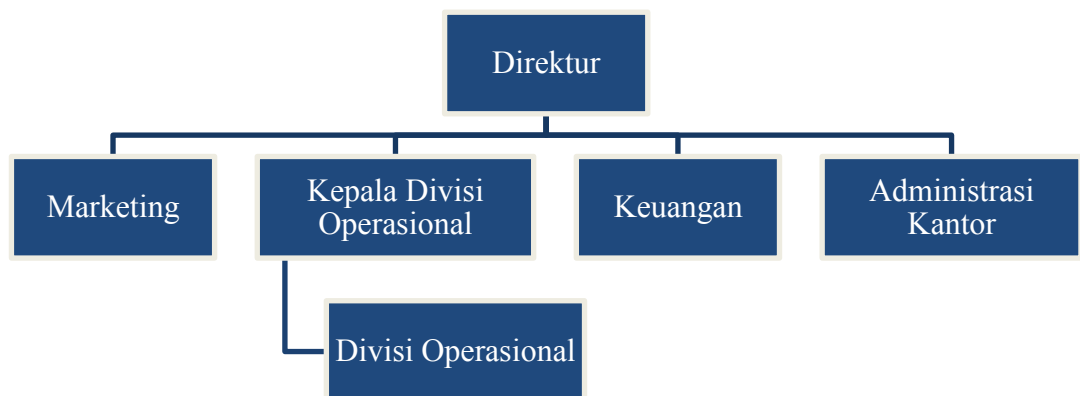 Direktur
Marketing
Kepala Divisi
Operasional
Keuangan
Administrasi
Kantor
Divisi Operasional